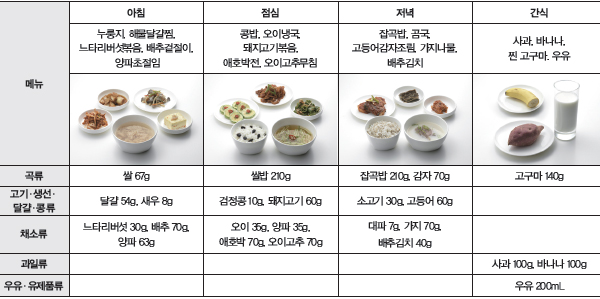 아침
점심
저녁
간식
메뉴
누룽지, 해물달걀찜,
느타리버섯볶음, 배추겉절이,
양파초절임
콩밥, 오이냉국,
돼지고기볶음,
애호박전, 오이고추무침
잡곡밥, 곰국,
고등어감자조림, 가지나물,
배추김치
사과, 바나나,
찐 고구마, 우유
곡류
쌀 67g
쌀밥 210g
잡곡밥 210g, 감자 70g
고구마 140g
고기·생선·
달걀·콩류
달걀 54g, 새우 8g
검정콩 10g, 돼지고기 60g
소고기 30g, 고등어 60g
채소류
느타리버섯 30g, 배추 70g,
양파 63g
오이 35g, 양파 35g,
애호박 70g, 오이고추 70g
대파 7g, 가지 70g,
배추김치 40g
과일류
사과 100g, 바나나 100g
우유·유제품류
우유 200mL